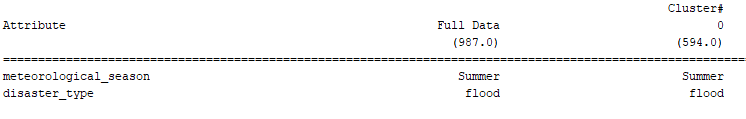 Cluster#
Attribute Full Data 0
(987.0) (594.0)
==========================================================================================================
meteorological_season Summer Summer
disaster_type flood flood